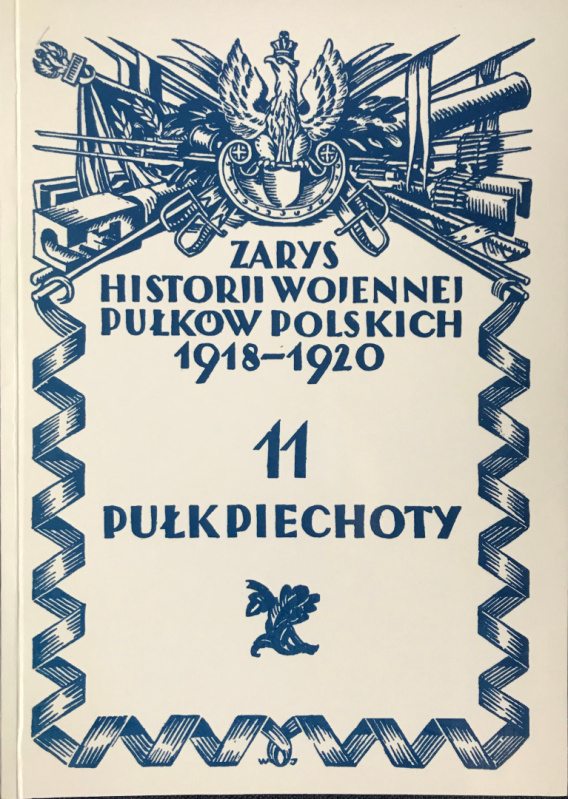 ZARYS
HISTORJI WOJENNEJ
PUŁKÓW POLSKICH
1918–1920
11
PUŁK PIECHOTY